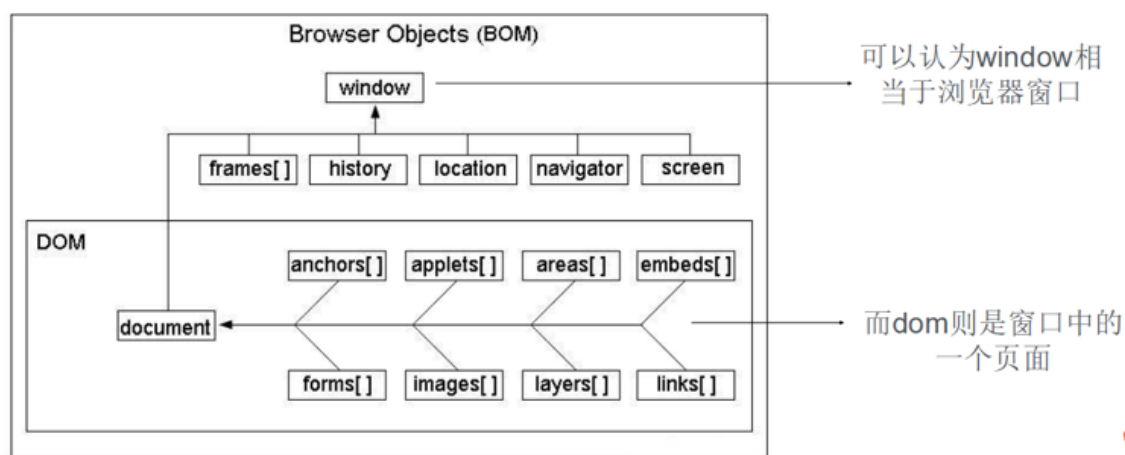 Browser Objects (BOM)
window
可以认为window相
当于浏览器窗口
frames[ ]
history
location
navigator
screen
DOM
anchors[ ]
applets[ ]
areas[ ]
embeds[ ]
document
而dom则是窗口中的
一个页面
forms[ ]
images[ ]
layers[ ]
links[ ]